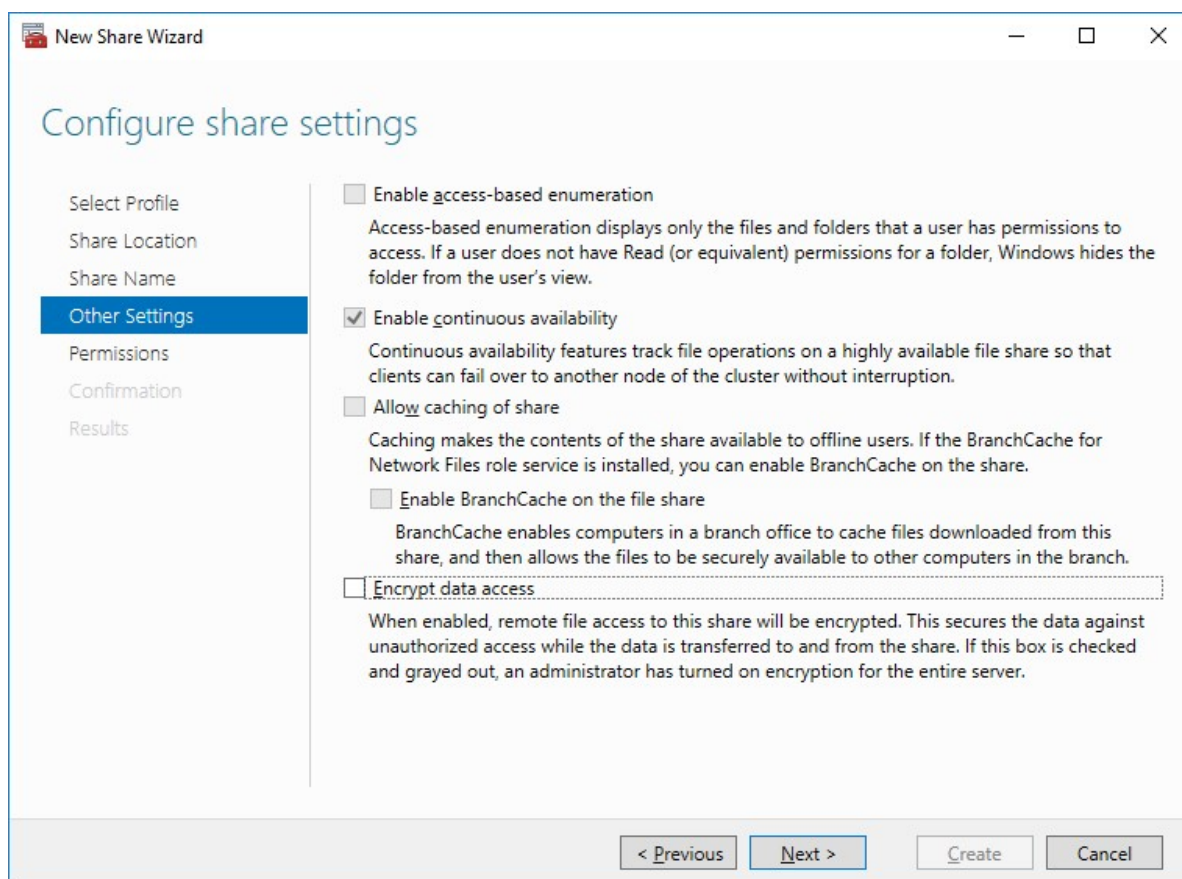 New Share Wizard
Configure share settings
Select Profile
Share Location
Share Name
Other Settings
Permissions
Confirmation
Results
Enable access-based enumeration
Access-based enumeration displays only the files and folders that a user has permissions to
access. If a user does not have Read (or equivalent) permissions for a folder, Windows hides the
folder from the user's view.
Enable continuous availability
Continuous availability features track file operations on a highly available file share so that
clients can fail over to another node of the cluster without interruption.
Allow caching of share
Caching makes the contents of the share available to offline users. If the BranchCache for
Network Files role service is installed, you can enable BranchCache on the share.
Enable BranchCache on the file share
BranchCache enables computers in a branch office to cache files downloaded from this
share, and then allows the files to be securely available to other computers in the branch.
Encrypt data access
When enabled, remote file access to this share will be encrypted. This secures the data against
unauthorized access while the data is transferred to and from the share. If this box is checked
and grayed out, an administrator has turned on encryption for the entire server.
< Previous Next > Create Cancel